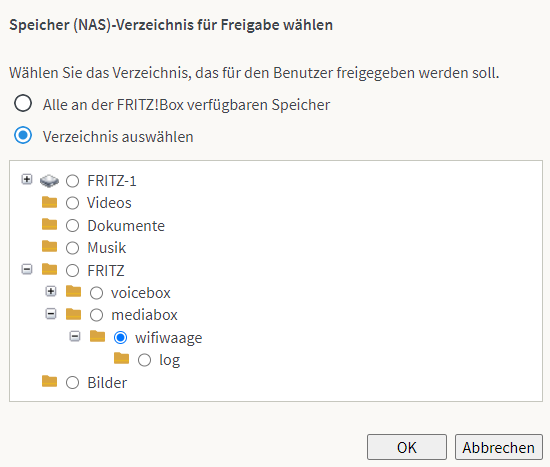 Speicher (NAS)-Verzeichnis für Freigabe wählen
Wählen Sie das Verzeichnis, das für den Benutzer freigegeben werden soll.
Alle an der FRITZ!Box verfügbaren Speicher
Verzeichnis auswählen
FRITZ-1
Videos
Dokumente
Musik
FRITZ
voicebox
mediabox
wifiwaage
log
Bilder
OK Abbrechen